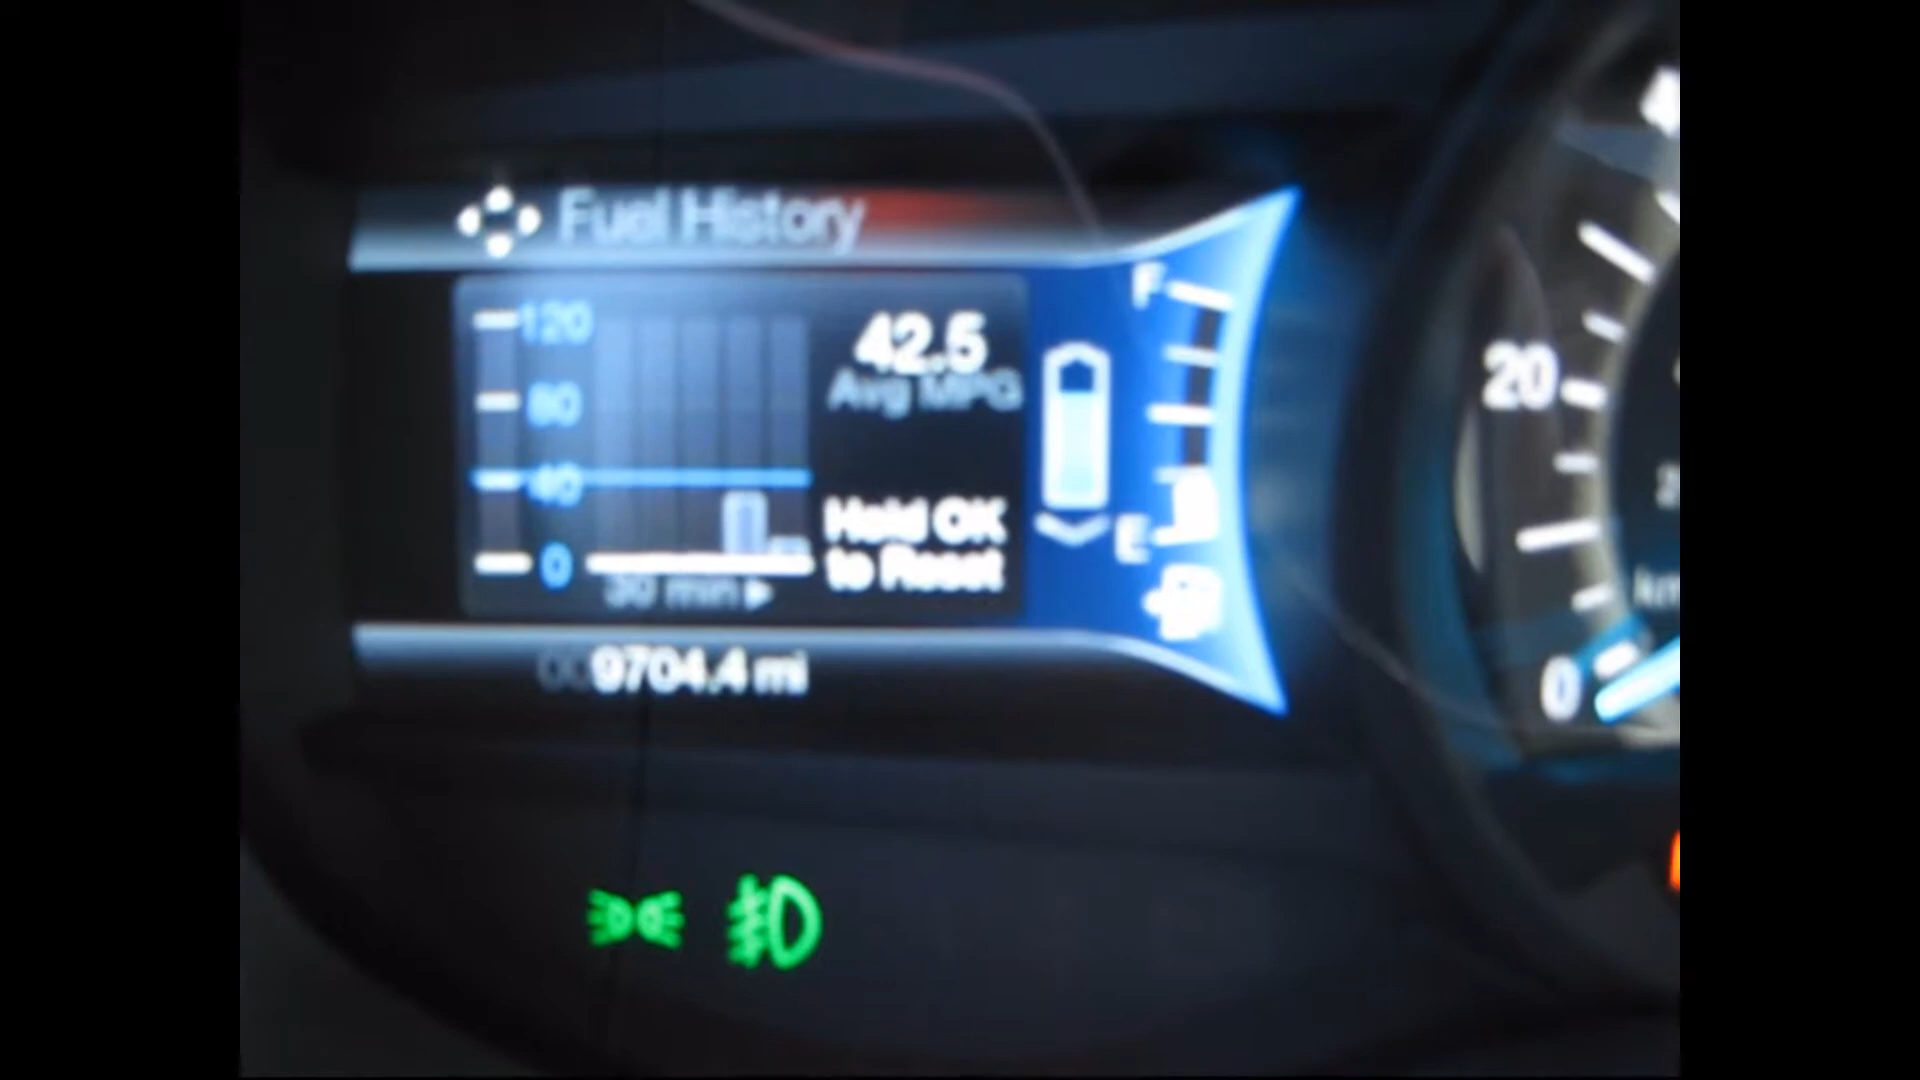 Fuel History
120
80
40
0
30 min
42.5
Avg MPG
Hold OK
to Reset
F
E
009704.4 mi
20
0